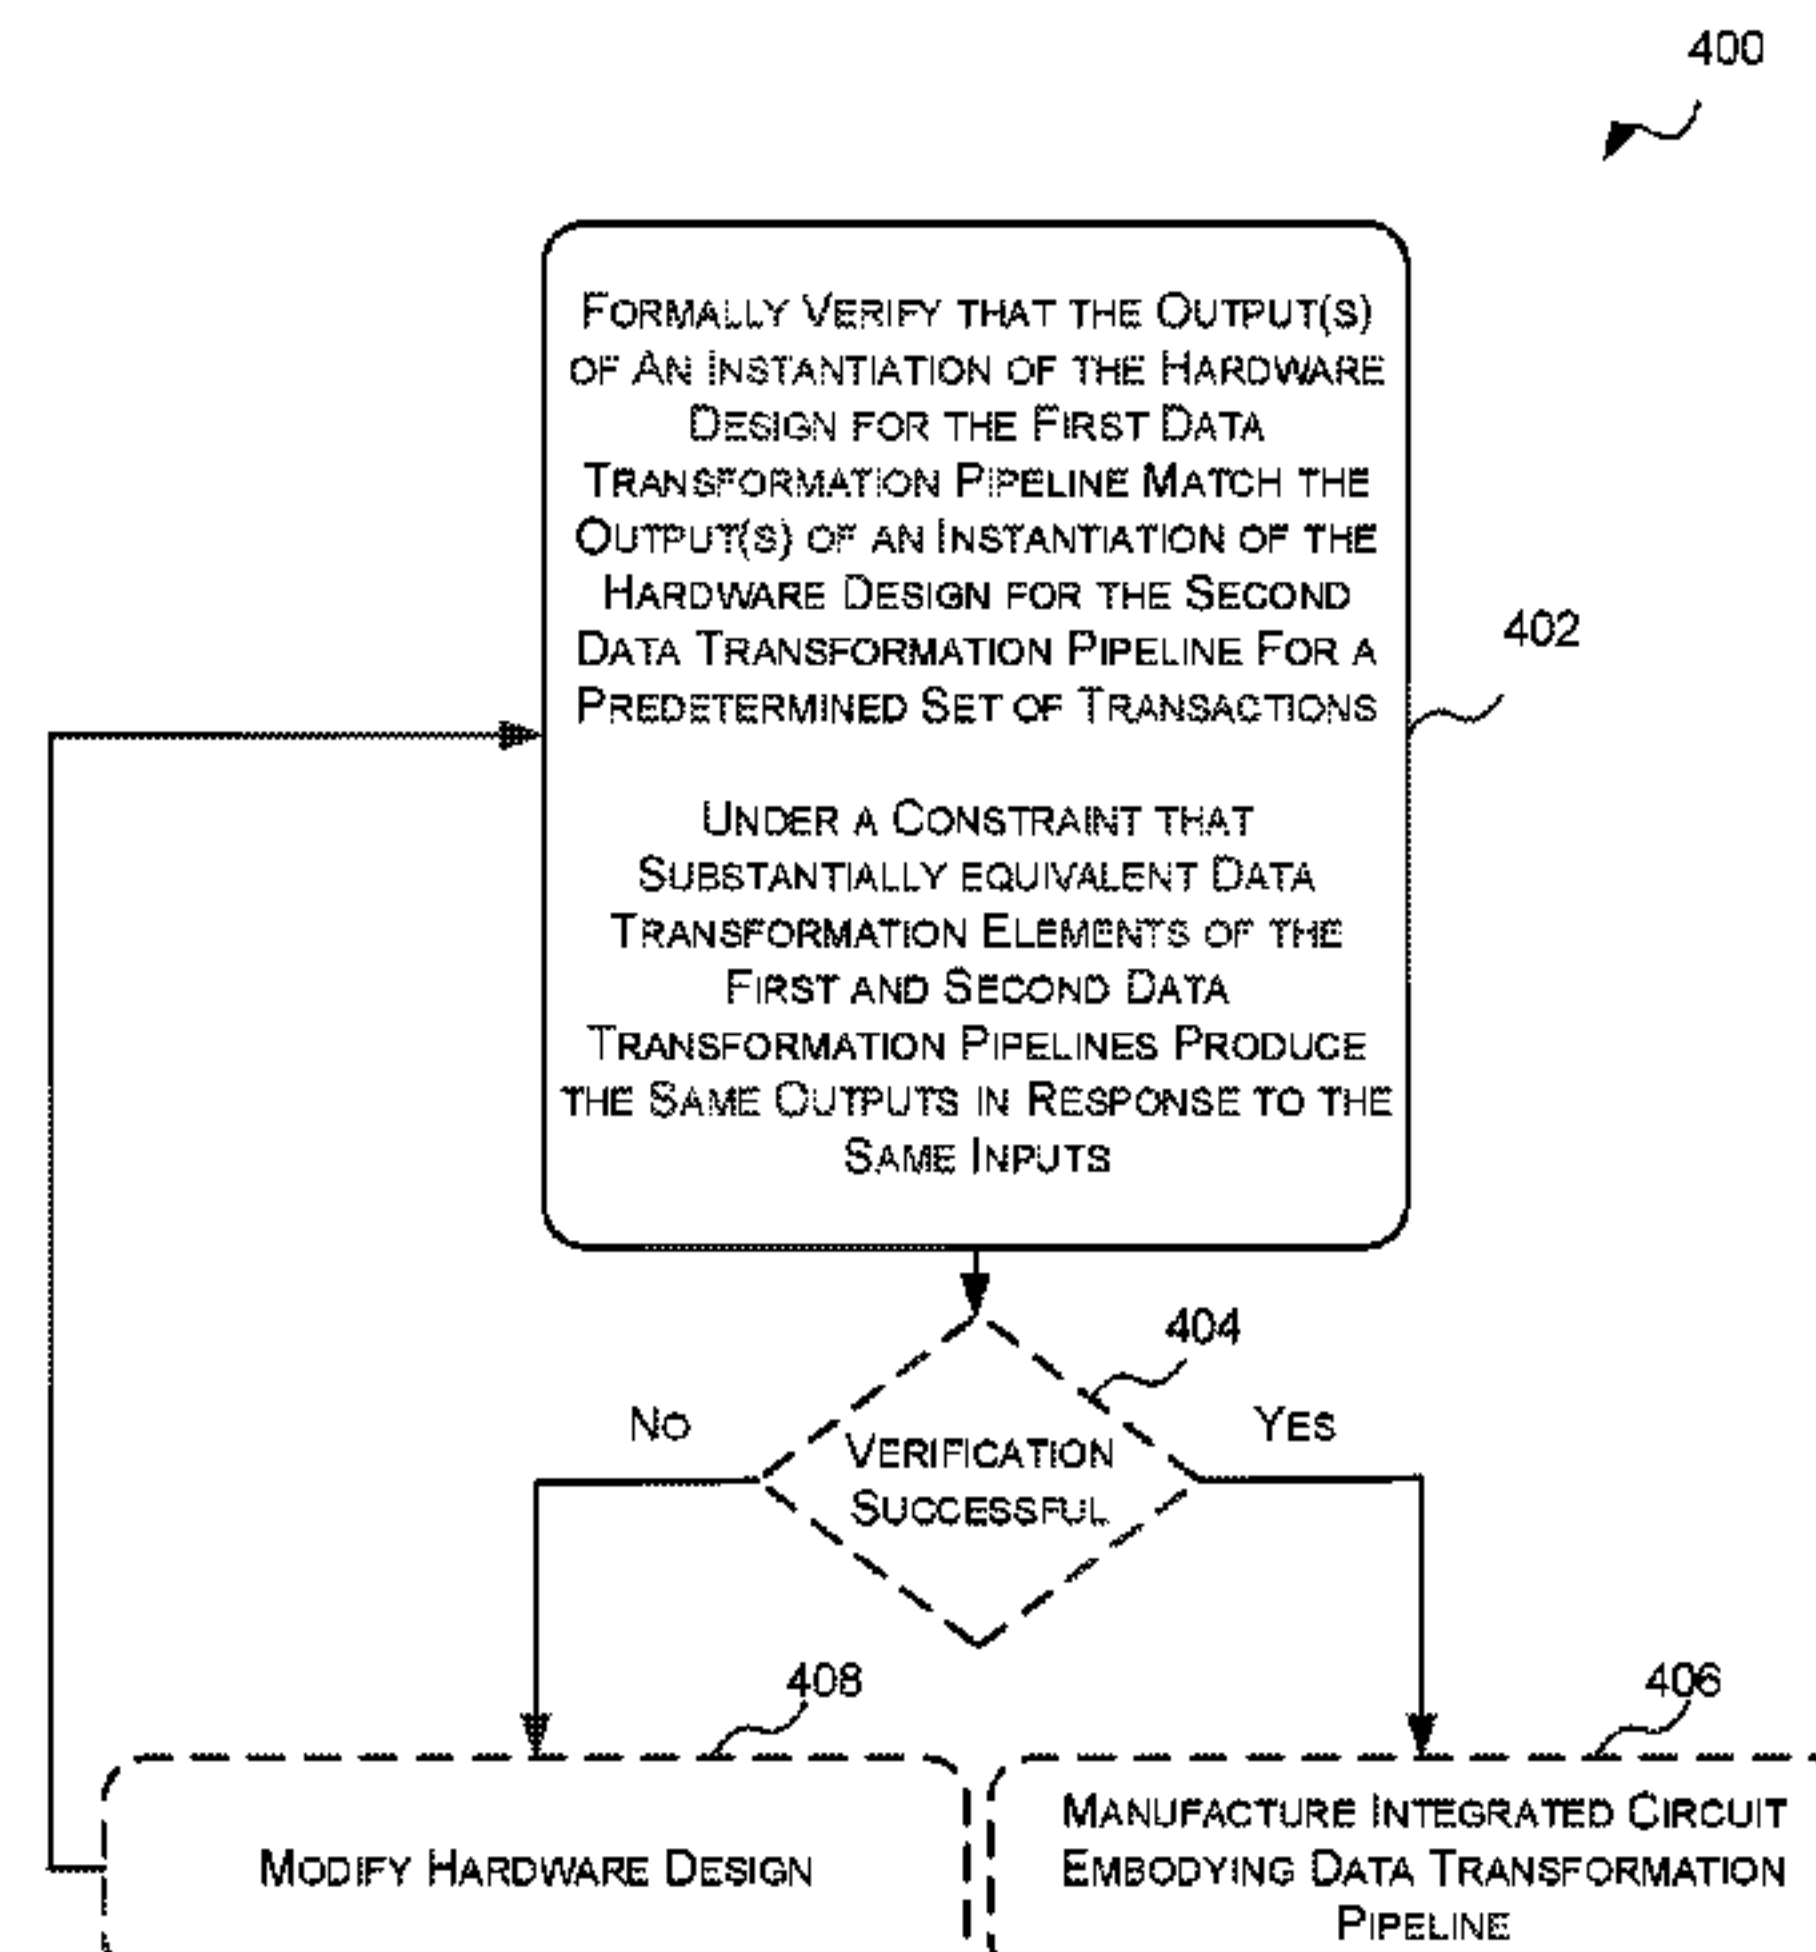 400
FORMALLY VERIFY THAT THE OUTPUT(S)
OF AN INSTANTIATION OF THE HARDWARE
DESIGN FOR THE FIRST DATA
TRANSFORMATION PIPELINE MATCH THE
OUTPUT(S) OF AN INSTANTIATION OF THE
HARDWARE DESIGN FOR THE SECOND
DATA TRANSFORMATION PIPELINE FOR A
PREDETERMINED SET OF TRANSACTIONS
402
UNDER A CONSTRAINT THAT
SUBSTANTIALLY EQUIVALENT DATA
TRANSFORMATION ELEMENTS OF THE
FIRST AND SECOND DATA
TRANSFORMATION PIPELINES PRODUCE
THE SAME OUTPUTS IN RESPONSE TO THE
SAME INPUTS
404
NO
YES
VERIFICATION
SUCCESSFUL
408
406
MODIFY HARDWARE DESIGN
MANUFACTURE INTEGRATED CIRCUIT
EMBODYING DATA TRANSFORMATION
PIPELINE